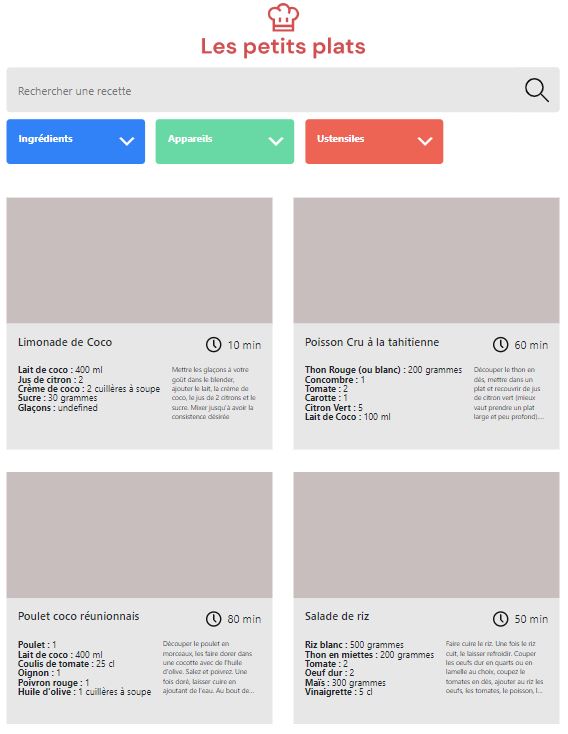 Les petits plats
Rechercher une recette
Ingrédients
Appareils
Ustensiles
Limonade de Coco
10 min
Lait de coco : 400 ml
Jus de citron : 2
Crème de coco : 2 cuillères à soupe
Sucre : 30 grammes
Glaçons : undefined
Mettre les glaçons à votre
goût dans le blender,
ajouter le lait, la crème de
coco, le jus de 2 citrons et le
sucre. Mixer jusqu'à avoir la
consistence désirée
Poisson Cru à la tahitienne
60 min
Thon Rouge (ou blanc) : 200 grammes
Concombre : 1
Tomate : 2
Carotte : 1
Citron Vert : 5
Lait de Coco : 100 ml
Découper le thon en
dés, mettre dans un
plat et recouvrir de jus
de citron vert (mieux
vaut prendre un plat
large et peu profond)...
Poulet coco réunionnais
80 min
Poulet : 1
Lait de coco : 400 ml
Coulis de tomate : 25 cl
Oignon : 1
Poivron rouge : 1
Huile d'olive : 1 cuillères à soupe
Découper le poulet en
morceaux, les faire dorer dans
une cocotte avec de l'huile
d'olive. Salez et poivrez. Une
fois doré, laisser cuire en
ajoutant de l'eau. Au bout de...
Salade de riz
50 min
Riz blanc : 500 grammes
Thon en miettes : 200 grammes
Tomate : 2
Oeuf dur : 2
Maïs : 300 grammes
Vinaigrette : 5 cl
Faire cuire le riz. Une fois le riz
cuit, le laisser refroidir. Couper
les oeufs dur en quarts ou en
lamelle au choix, coupez le
tomates en dés, ajouter au riz les
oeufs, les tomates, le poisson, l...